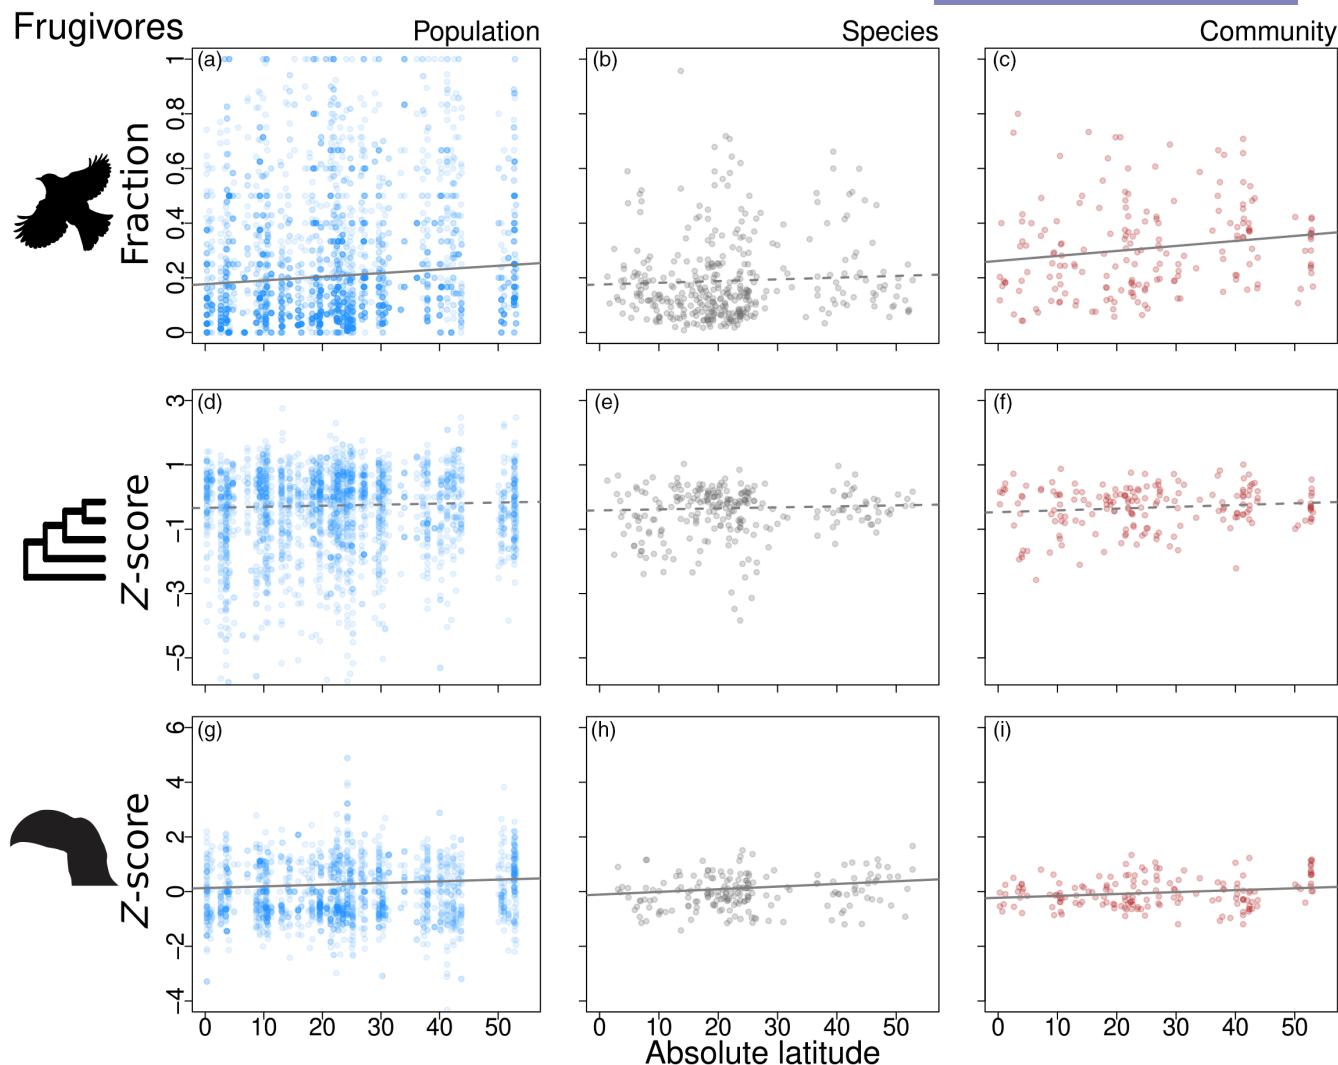 Frugivores
Population
Species
Community
(a)
(b)
(c)
Fraction
1
0.8
0.6
0.4
0.2
0
(d)
(e)
(f)
Z-score
3
1
−1
−3
−5
(g)
(h)
(i)
Z-score
6
4
2
0
−2
−4
0 10 20 30 40 50
0 10 20 30 40 50
0 10 20 30 40 50
Absolute latitude